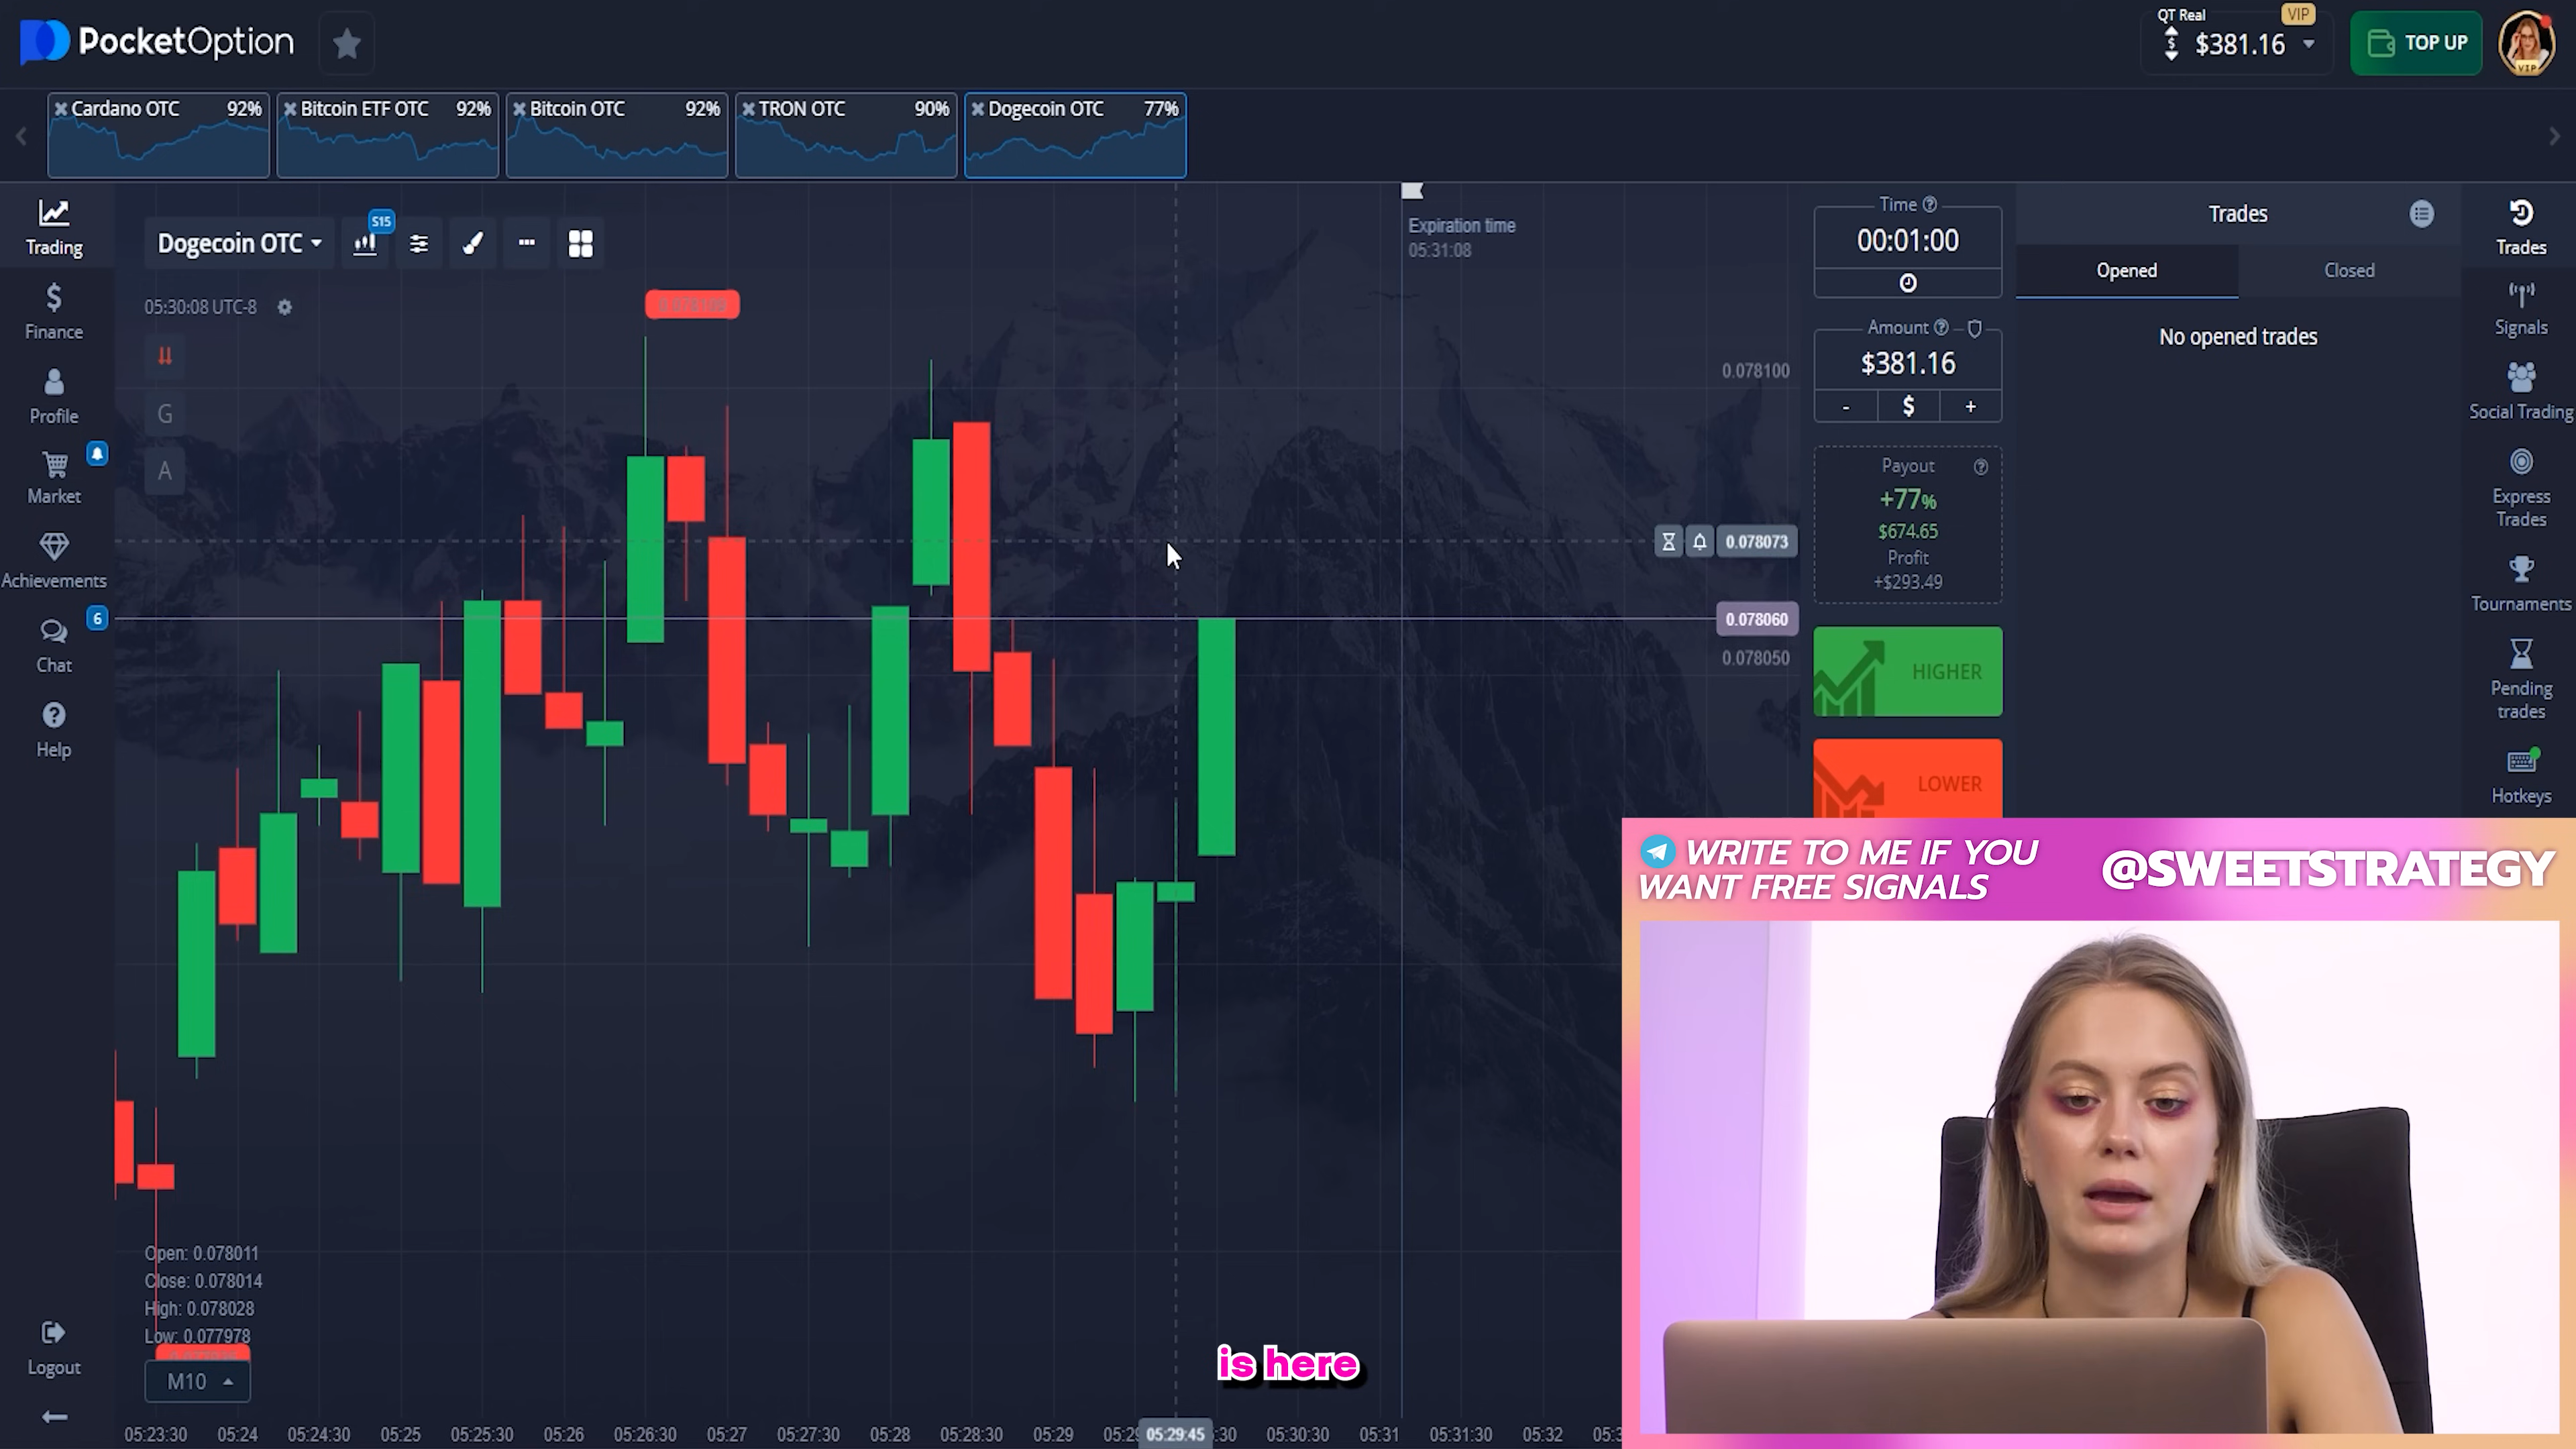 PocketOption
QT Real
VIP
$381.16
TOP UP
VIP
Cardano OTC 92%
Bitcoin ETF OTC 92%
Bitcoin OTC 92%
TRON OTC 90%
Dogecoin OTC 77%
Trading
Finance
Profile
Market
Achievements
6
Chat
Help
Logout
Dogecoin OTC
S15
05:30:08 UTC-8
G
A
Expiration time
05:31:08
0.078100
0.078073
0.078060
0.078050
Time
00:01:00
Amount
$381.16
- $ +
Payout
+77%
$674.65
Profit
+$293.49
HIGHER
LOWER
Trades
Opened
Closed
No opened trades
Trades
Signals
Social Trading
Express
Trades
Tournaments
Pending
trades
Hotkeys
WRITE TO ME IF YOU
WANT FREE SIGNALS
@SWEETSTRATEGY
Open: 0.078011
Close: 0.078014
High: 0.078028
Low: 0.077978
M10
is here
05:23:30 05:24 05:24:30 05:25 05:25:30 05:26 05:26:30 05:27 05:27:30 05:28 05:28:30 05:29 05:29:45 :30 05:30:30 05:31 05:31:30 05:32